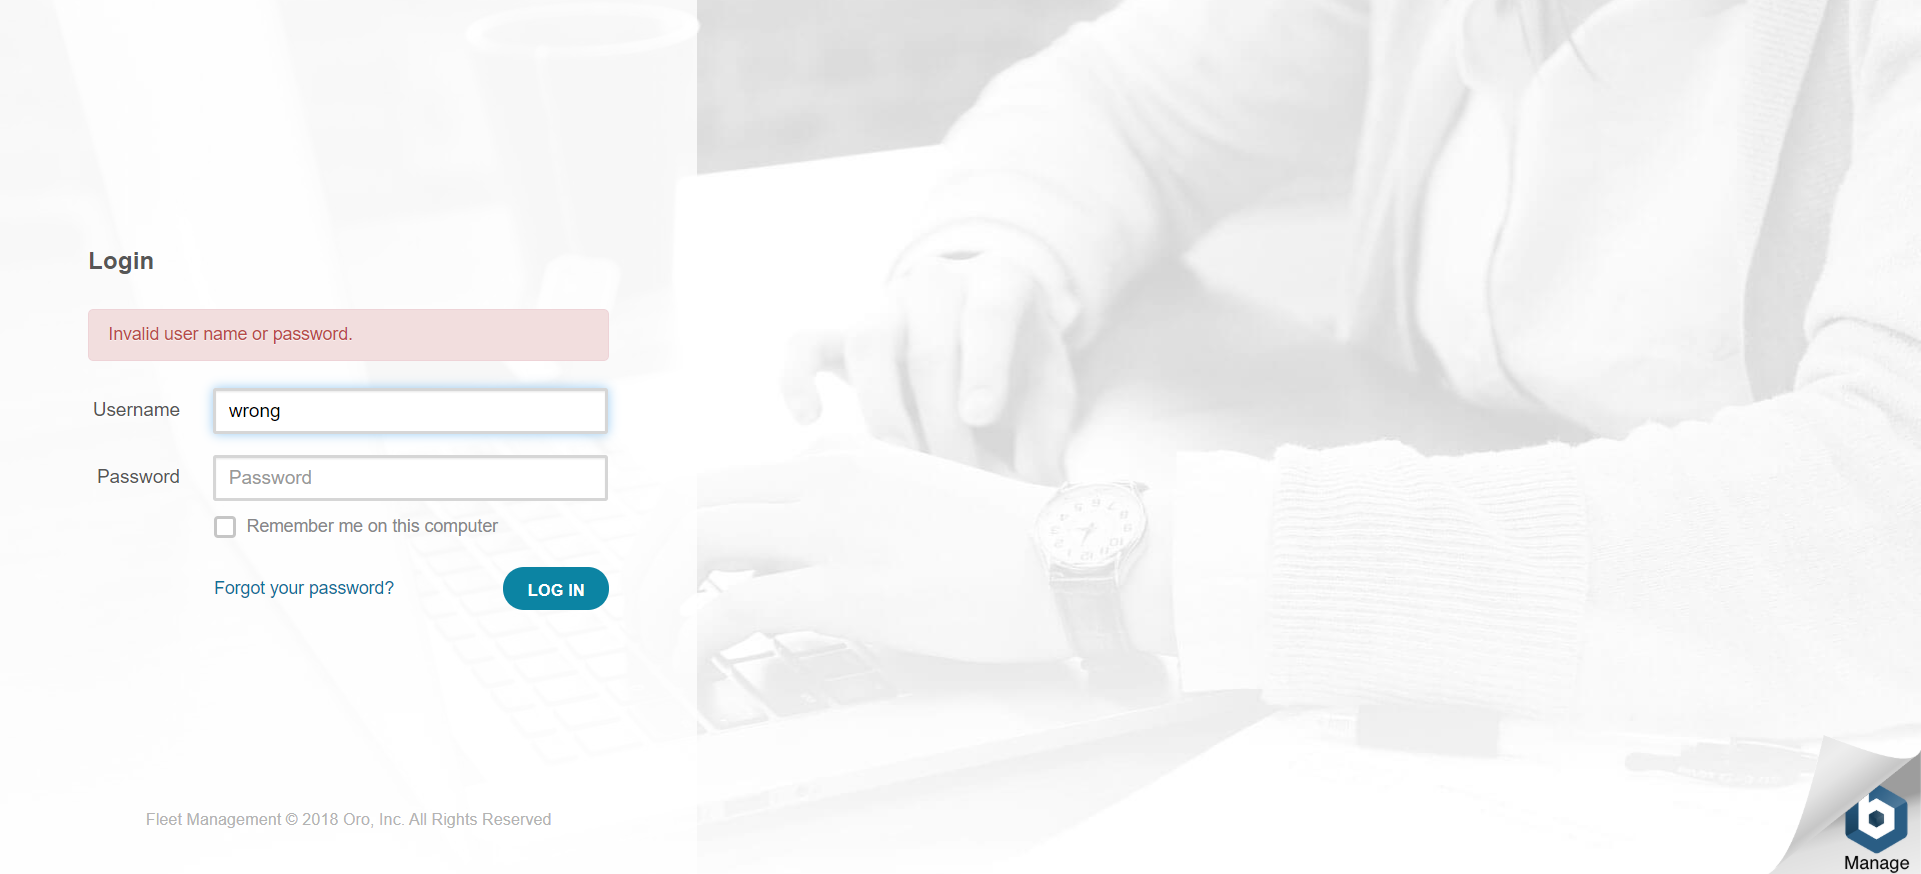 Login
Invalid user name or password.
Username
wrong
Password
Password
Remember me on this computer
Forgot your password?
LOG IN
Fleet Management © 2018 Oro, Inc. All Rights Reserved
Manage